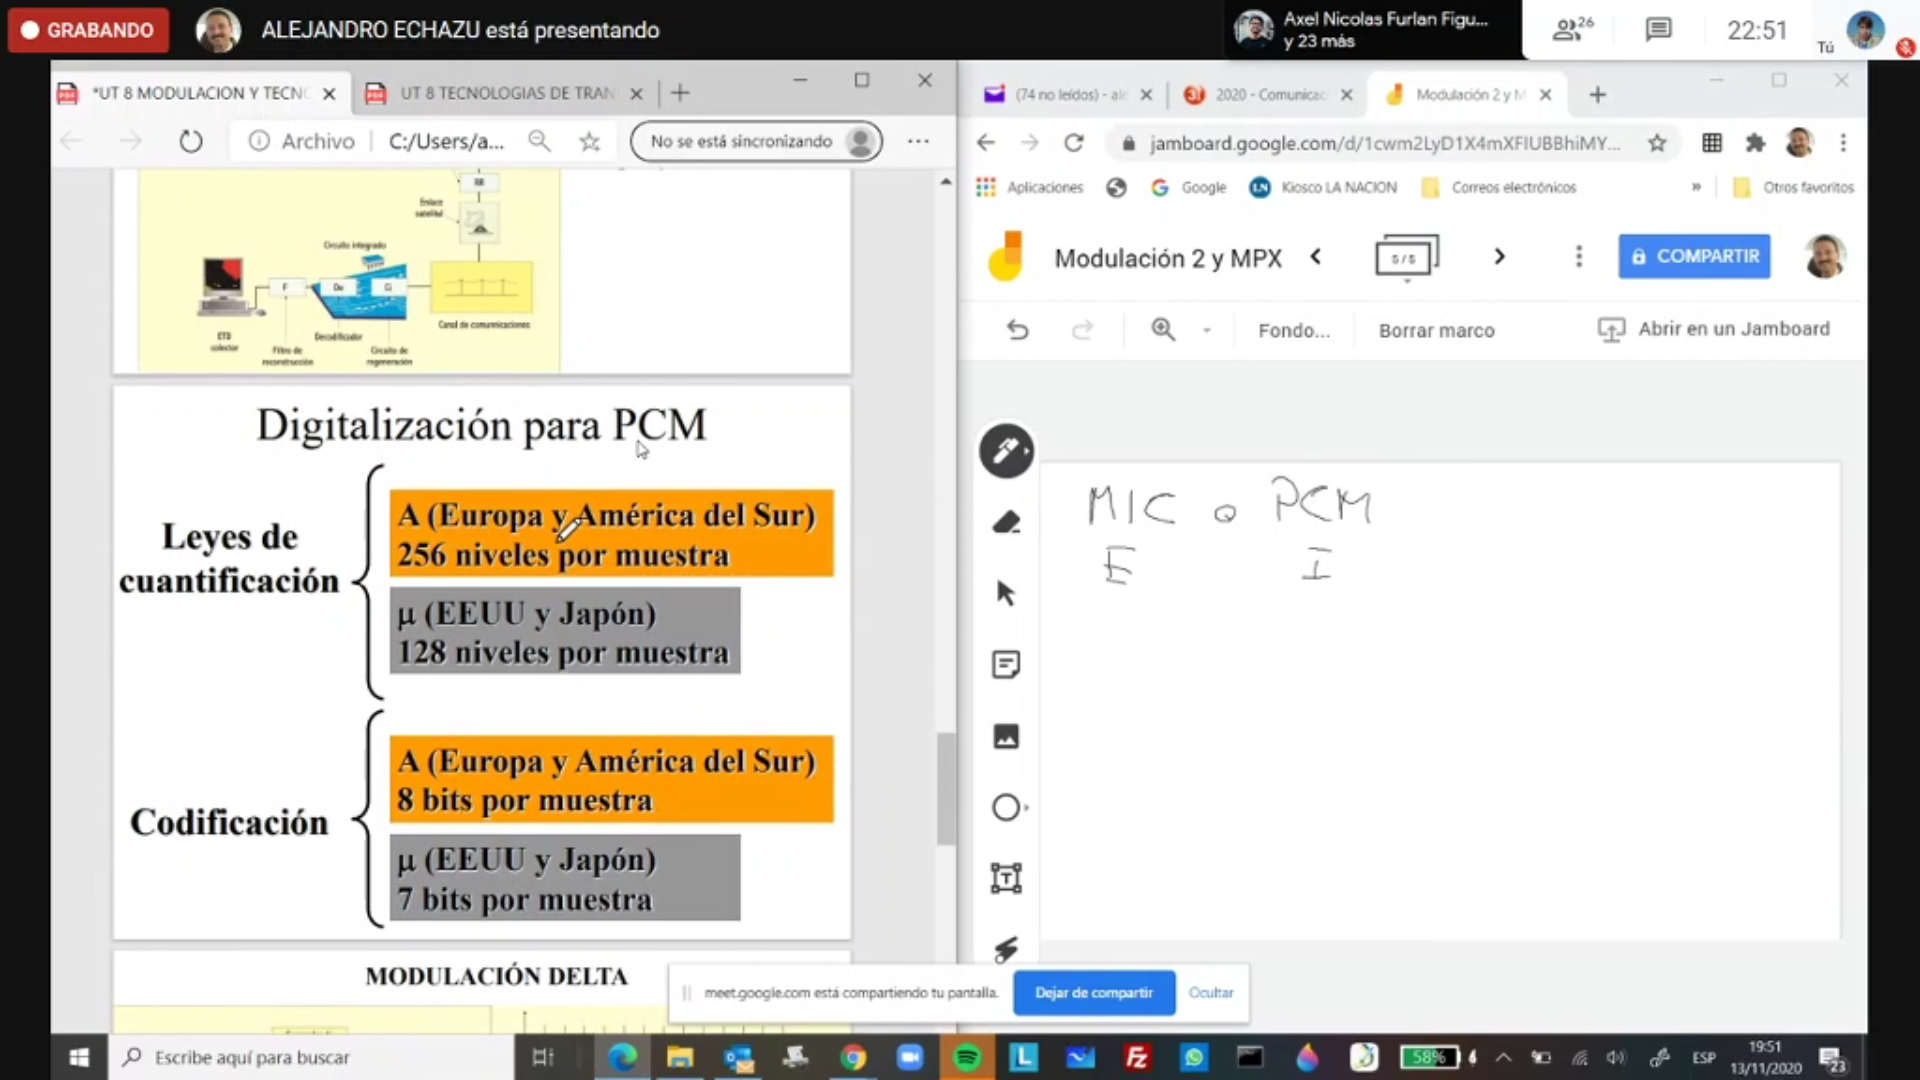 GRABANDO
ALEJANDRO ECHAZU está presentando
Axel Nicolas Furlan Figu...
y 23 más
26
22:51
Tú
*UT 8 MODULACION Y TECN
UT 8 TECNOLOGIAS DE TRAN
Archivo
C:/Users/a...
No se está sincronizando
RR
Enlace
satelital
Circuito integrado
F
De
Ci
ETD
colector
Decodificador
Canal de comunicaciones
Filtro de
reconstrucción
Circuito de
regeneración
Digitalización para PCM
Leyes de
cuantificación
A (Europa y América del Sur)
256 niveles por muestra
μ (EEUU y Japón)
128 niveles por muestra
Codificación
A (Europa y América del Sur)
8 bits por muestra
μ (EEUU y Japón)
7 bits por muestra
MODULACIÓN DELTA
(74 no leídos) - ale
2020 - Comunicac
Modulación 2 y M
jamboard.google.com/d/1cwm2LyD1X4mXFIUBBhiMY...
Aplicaciones
Google
LN
Kiosco LA NACION
Correos electrónicos
»
Otros favoritos
Modulación 2 y MPX
5 / 5
COMPARTIR
Fondo...
Borrar marco
Abrir en un Jamboard
MIC o PCM
E I
meet.google.com está compartiendo tu pantalla.
Dejar de compartir
Ocultar
Escribe aquí para buscar
58%
ESP
19:51
13/11/2020
23